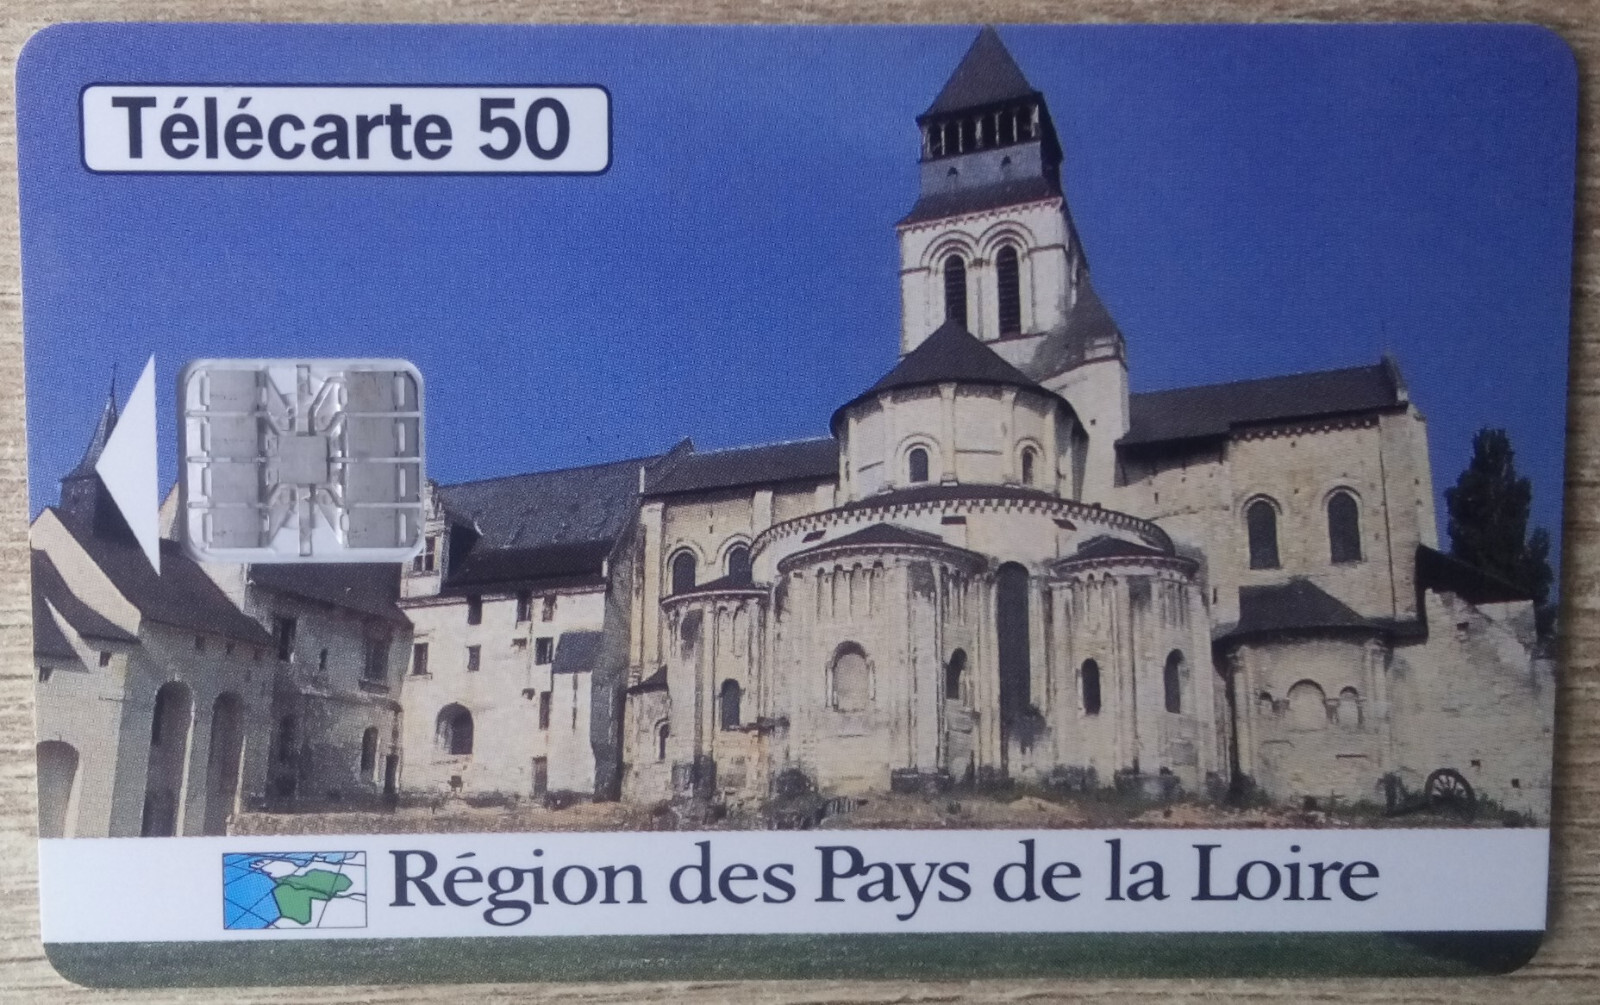 Télécarte 50
Région des Pays de la Loire